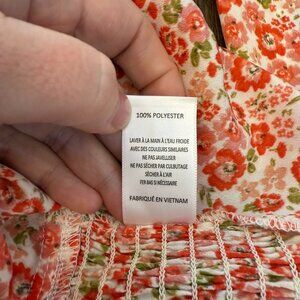 100% POLYESTER
LAVER À LA MAIN À L'EAU FROIDE
AVEC DES COULEURS SIMILAIRES
NE PAS JAVELLISER
NE PAS SÉCHER PAR CULBUTAGE
SÉCHER À L'AIR
FER BAS SI NÉCESSAIRE
FABRIQUÉ EN VIETNAM